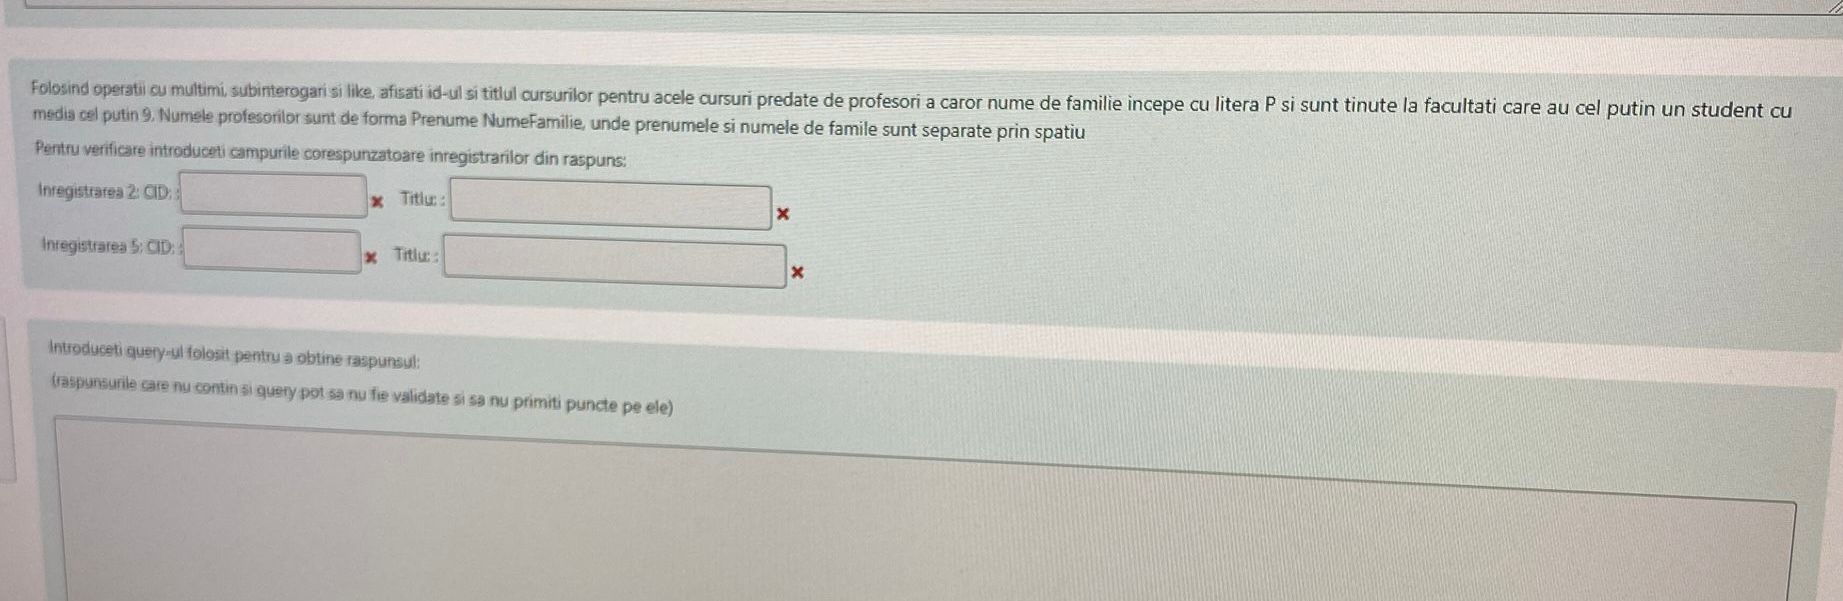 Folosind operatii cu multimi, subinterogari si like, afisati id-ul si titlul cursurilor pentru acele cursuri predate de profesori a caror nume de familie incepe cu litera P si sunt tinute la facultati care au cel putin un student cu
media cel putin 9. Numele profesorilor sunt de forma Prenume NumeFamilie, unde prenumele si numele de famile sunt separate prin spatiu
Pentru verificare introduceti campurile corespunzatoare inregistrarilor din raspuns:
Inregistrarea 2: CID: : Titlu: :
Inregistrarea 5: CID: : Titlu: :
Introduceti query-ul folosit pentru a obtine raspunsul:
(raspunsurile care nu contin si query pot sa nu fie validate si sa nu primiti puncte pe ele)